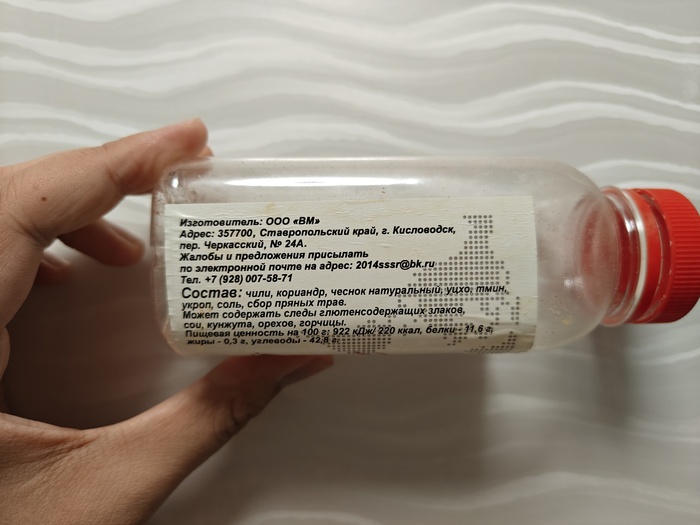 Изготовитель: ООО «ВМ»
Адрес: 357700, Ставропольский край, г. Кисловодск,
пер. Черкасский, № 24А.
Жалобы и предложения присылать
по электронной почте на адрес: 2014sssr@bk.ru
Тел. +7 (928) 007-58-71
Состав: чили, кориандр, чеснок натуральный, уцхо, тмин,
укроп, соль, сбор пряных трав.
Может содержать следы глютенсодержащих злаков,
сои, кунжута, орехов, горчицы.
Пищевая ценность на 100 г: 922 кДж/ 220 ккал, белки - 11,6 г,
жиры - 0,3 г, углеводы - 42,8 г.